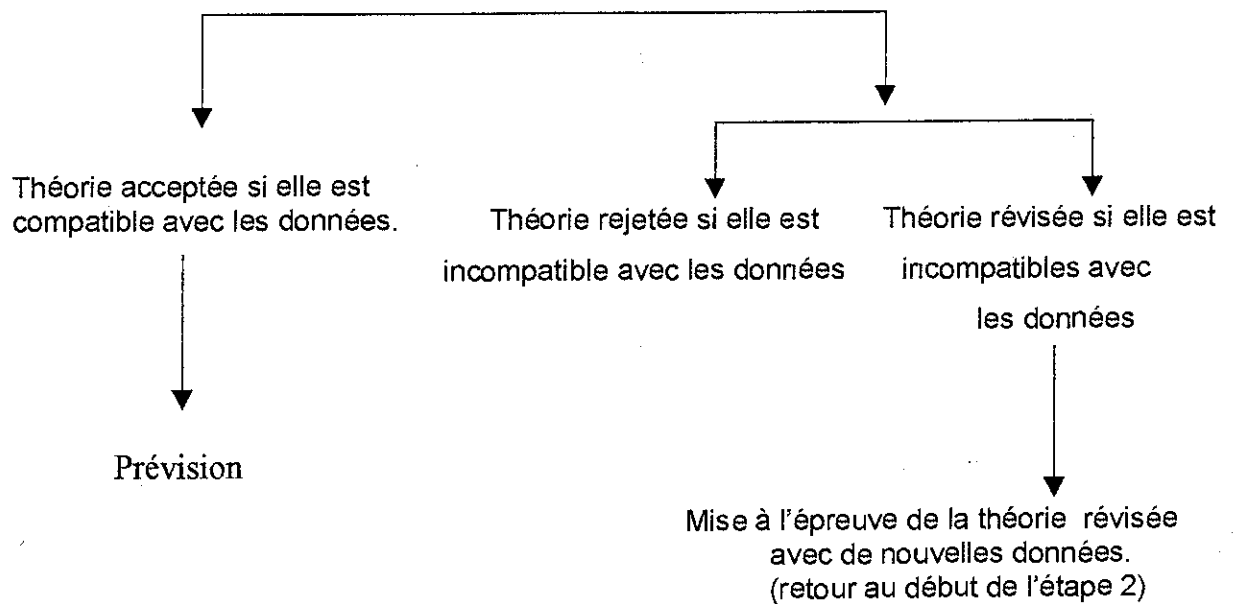 Théorie acceptée si elle est
compatible avec les données.
Théorie rejetée si elle est
incompatible avec les données
Théorie révisée si elle est
incompatibles avec
les données
Prévision
Mise à l'épreuve de la théorie révisée
avec de nouvelles données.
(retour au début de l'étape 2)